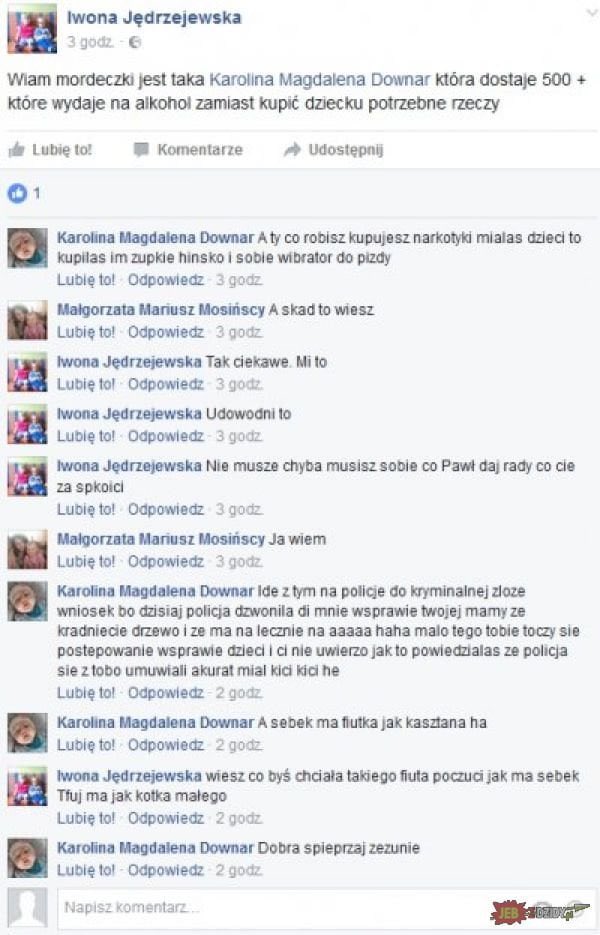 Iwona Jędrzejewska
3 godz. ·
Wiam mordeczki jest taka Karolina Magdalena Downar która dostaje 500 +
które wydaje na alkohol zamiast kupić dziecku potrzebne rzeczy
Lubię to! Komentarze Udostępnij
1
Karolina Magdalena Downar A ty co robisz kupujesz narkotyki mialas dzieci to
kupilas im zupkie hinsko i sobie wibrator do pizdy
Lubię to! · Odpowiedz · 3 godz.
Małgorzata Mariusz Mosińscy A skad to wiesz
Lubię to! · Odpowiedz · 3 godz.
Iwona Jędrzejewska Tak ciekawe. Mi to
Lubię to! · Odpowiedz · 3 godz.
Iwona Jędrzejewska Udowodni to
Lubię to! · Odpowiedz · 3 godz.
Iwona Jędrzejewska Nie musze chyba musisz sobie co Pawł daj rady co cie
za spkoici
Lubię to! · Odpowiedz · 3 godz.
Małgorzata Mariusz Mosińscy Ja wiem
Lubię to! · Odpowiedz · 3 godz.
Karolina Magdalena Downar Ide z tym na policje do kryminalnej zloze
wniosek bo dzisiaj policja dzwonila di mnie wsprawie twojej mamy ze
kradniecie drzewo i ze ma na lecznie na aaaaa haha malo tego tobie toczy sie
postepowanie wsprawie dzieci i ci nie uwierzo jak to powiedzialas ze policja
sie z tobo umuwiali akurat mial kici kici he
Lubię to! · Odpowiedz · 2 godz.
Karolina Magdalena Downar A sebek ma fiutka jak kasztana ha
Lubię to! · Odpowiedz · 2 godz.
Iwona Jędrzejewska wiesz co byś chciała takiego fiuta poczuci jak ma sebek
Tfuj ma jak kotka małego
Lubię to! · Odpowiedz · 2 godz.
Karolina Magdalena Downar Dobra spieprzaj zezunie
Lubię to! · Odpowiedz · 2 godz.
Napisz komentarz...
JEBZDZIDY.pl